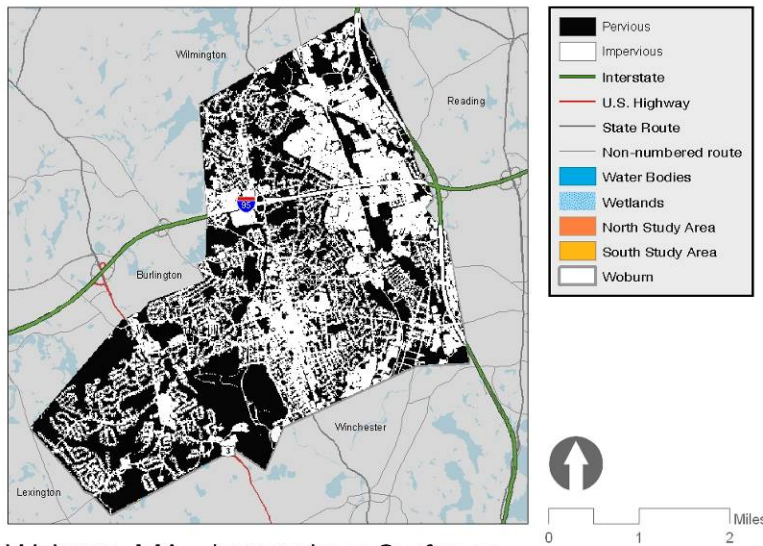 Wilmington
Reading
95
Burlington
Winchester
3
Lexington
Pervious
Impervious
Interstate
U.S. Highway
State Route
Non-numbered route
Water Bodies
Wetlands
North Study Area
South Study Area
Woburn
Miles
0 1 2